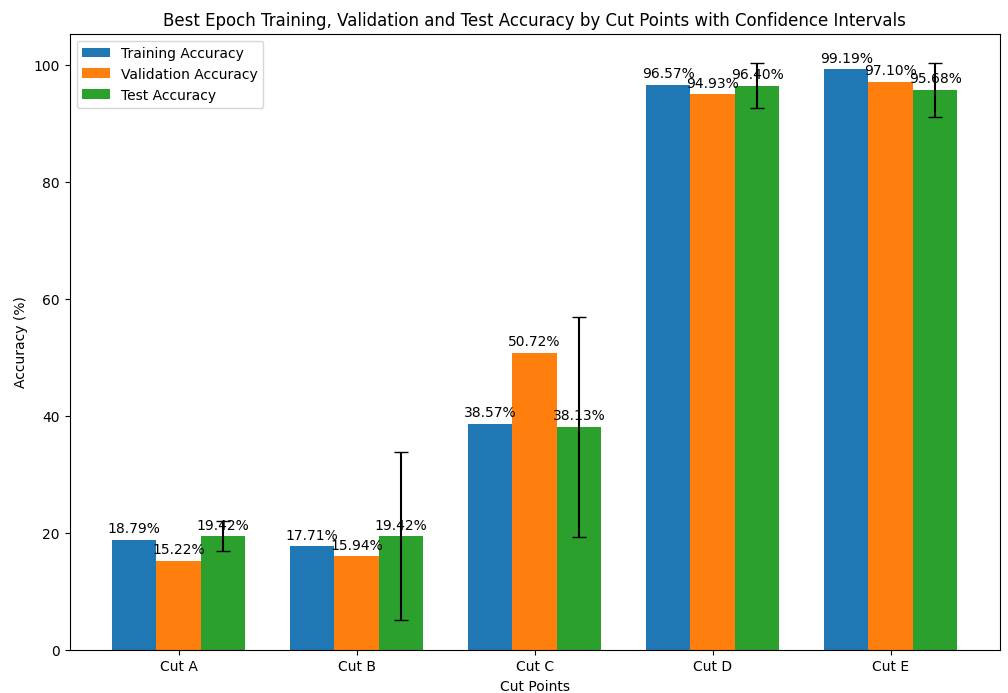 Best Epoch Training, Validation and Test Accuracy by Cut Points with Confidence Intervals
Training Accuracy
Validation Accuracy
Test Accuracy
Accuracy (%)
100
80
60
40
20
0
18.79%
15.22%
19.42%
17.71%
15.94%
19.42%
38.57%
50.72%
38.13%
96.57%
94.93%
96.40%
99.19%
97.10%
95.68%
Cut A
Cut B
Cut C
Cut D
Cut E
Cut Points